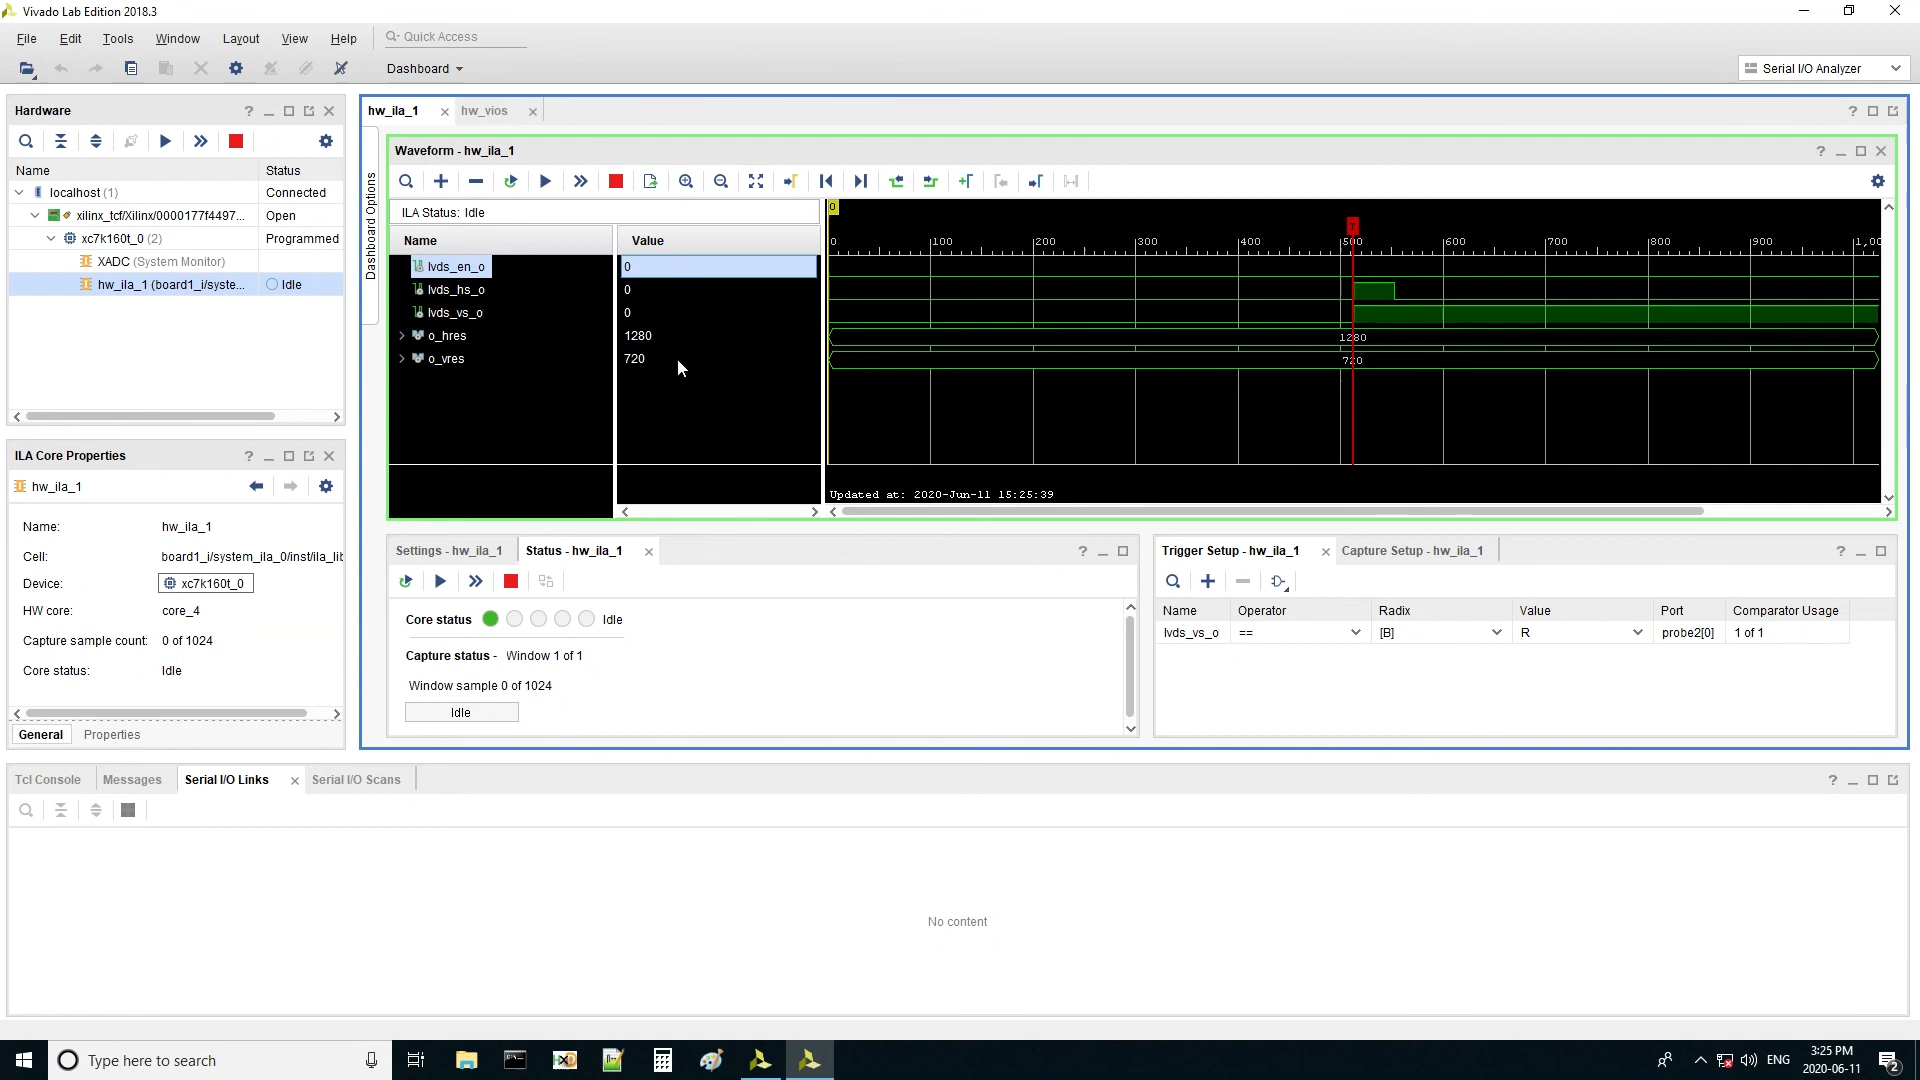 Vivado Lab Edition 2018.3
File Edit Tools Window Layout View Help Quick Access
Dashboard Serial I/O Analyzer
Hardware
Name Status
localhost (1) Connected
xilinx_tcf/Xilinx/0000177f4497... Open
xc7k160t_0 (2) Programmed
XADC (System Monitor)
hw_ila_1 (board1_i/syste... Idle
ILA Core Properties
hw_ila_1
Name: hw_ila_1
Cell: board1_i/system_ila_0/inst/ila_lib
Device: xc7k160t_0
HW core: core_4
Capture sample count: 0 of 1024
Core status: Idle
General Properties
hw_ila_1 hw_vios
Dashboard Options
Waveform - hw_ila_1
ILA Status: Idle
Name Value
lvds_en_o 0
lvds_hs_o 0
lvds_vs_o 0
o_hres 1280
o_vres 720
0
T
0 100 200 300 400 500 600 700 800 900 1,00
1280
720
Updated at: 2020-Jun-11 15:25:39
Settings - hw_ila_1 Status - hw_ila_1
Core status Idle
Capture status - Window 1 of 1
Window sample 0 of 1024
Idle
Trigger Setup - hw_ila_1 Capture Setup - hw_ila_1
Name Operator Radix Value Port Comparator Usage
lvds_vs_o == [B] R probe2[0] 1 of 1
Tcl Console Messages Serial I/O Links Serial I/O Scans
No content
Type here to search
ENG
3:25 PM
2020-06-11
2